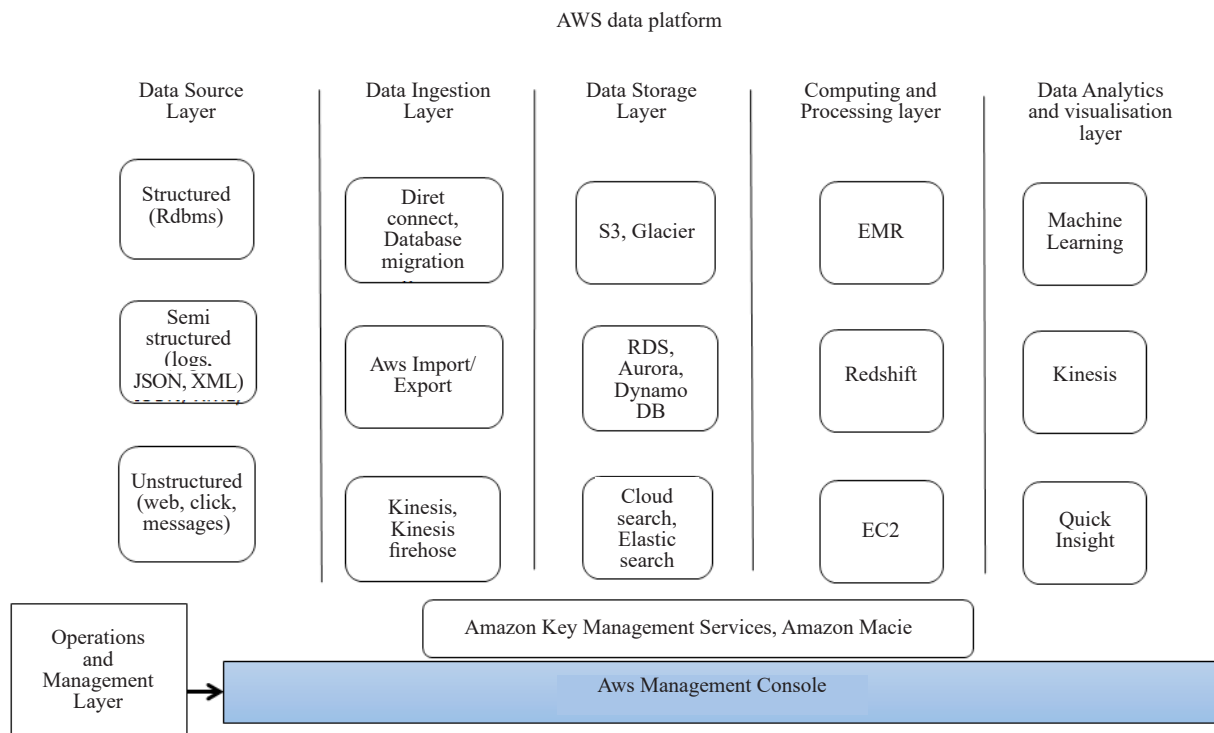 AWS data platform
Data Source
Layer
Data Ingestion
Layer
Data Storage
Layer
Computing and
Processing layer
Data Analytics
and visualisation
layer
Structured
(Rdbms)
Diret
connect,
Database
migration
S3, Glacier
EMR
Machine
Learning
Semi
structured
(logs,
JSON, XML)
Aws Import/
Export
RDS,
Aurora,
Dynamo
DB
Redshift
Kinesis
Unstructured
(web, click,
messages)
Kinesis,
Kinesis
firehose
Cloud
search,
Elastic
search
EC2
Quick
Insight
Operations
and
Management
Layer
Amazon Key Management Services, Amazon Macie
Aws Management Console